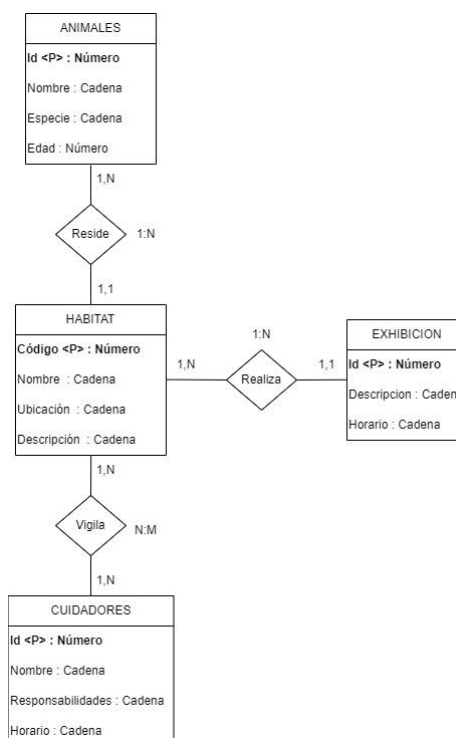 ANIMALES
Id <P> : Número
Nombre : Cadena
Especie : Cadena
Edad : Número
1,N
Reside
1:N
1,1
HABITAT
Código <P> : Número
Nombre : Cadena
Ubicación : Cadena
Descripción : Cadena
1,N
Realiza
1:N
1,1
EXHIBICION
Id <P> : Número
Descripcion : Caden
Horario : Cadena
1,N
Vigila
N:M
1,N
CUIDADORES
Id <P> : Número
Nombre : Cadena
Responsabilidades : Cadena
Horario : Cadena